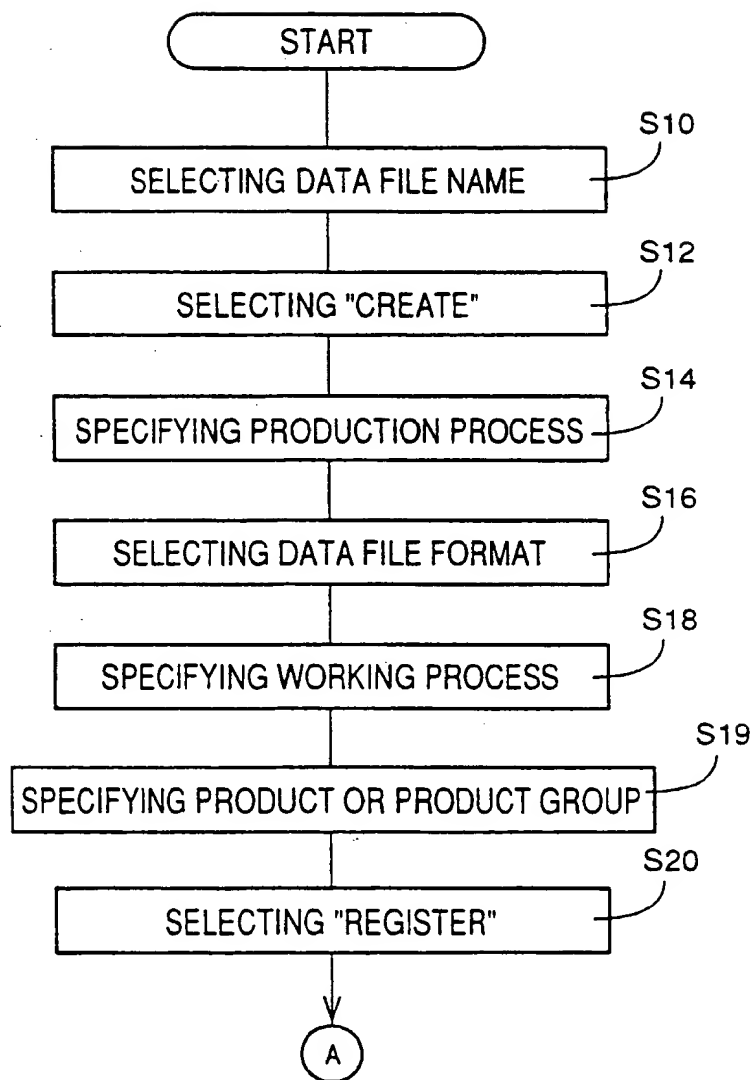 START
S10
SELECTING DATA FILE NAME
S12
SELECTING "CREATE"
S14
SPECIFYING PRODUCTION PROCESS
S16
SELECTING DATA FILE FORMAT
S18
SPECIFYING WORKING PROCESS
S19
SPECIFYING PRODUCT OR PRODUCT GROUP
S20
SELECTING "REGISTER"
A